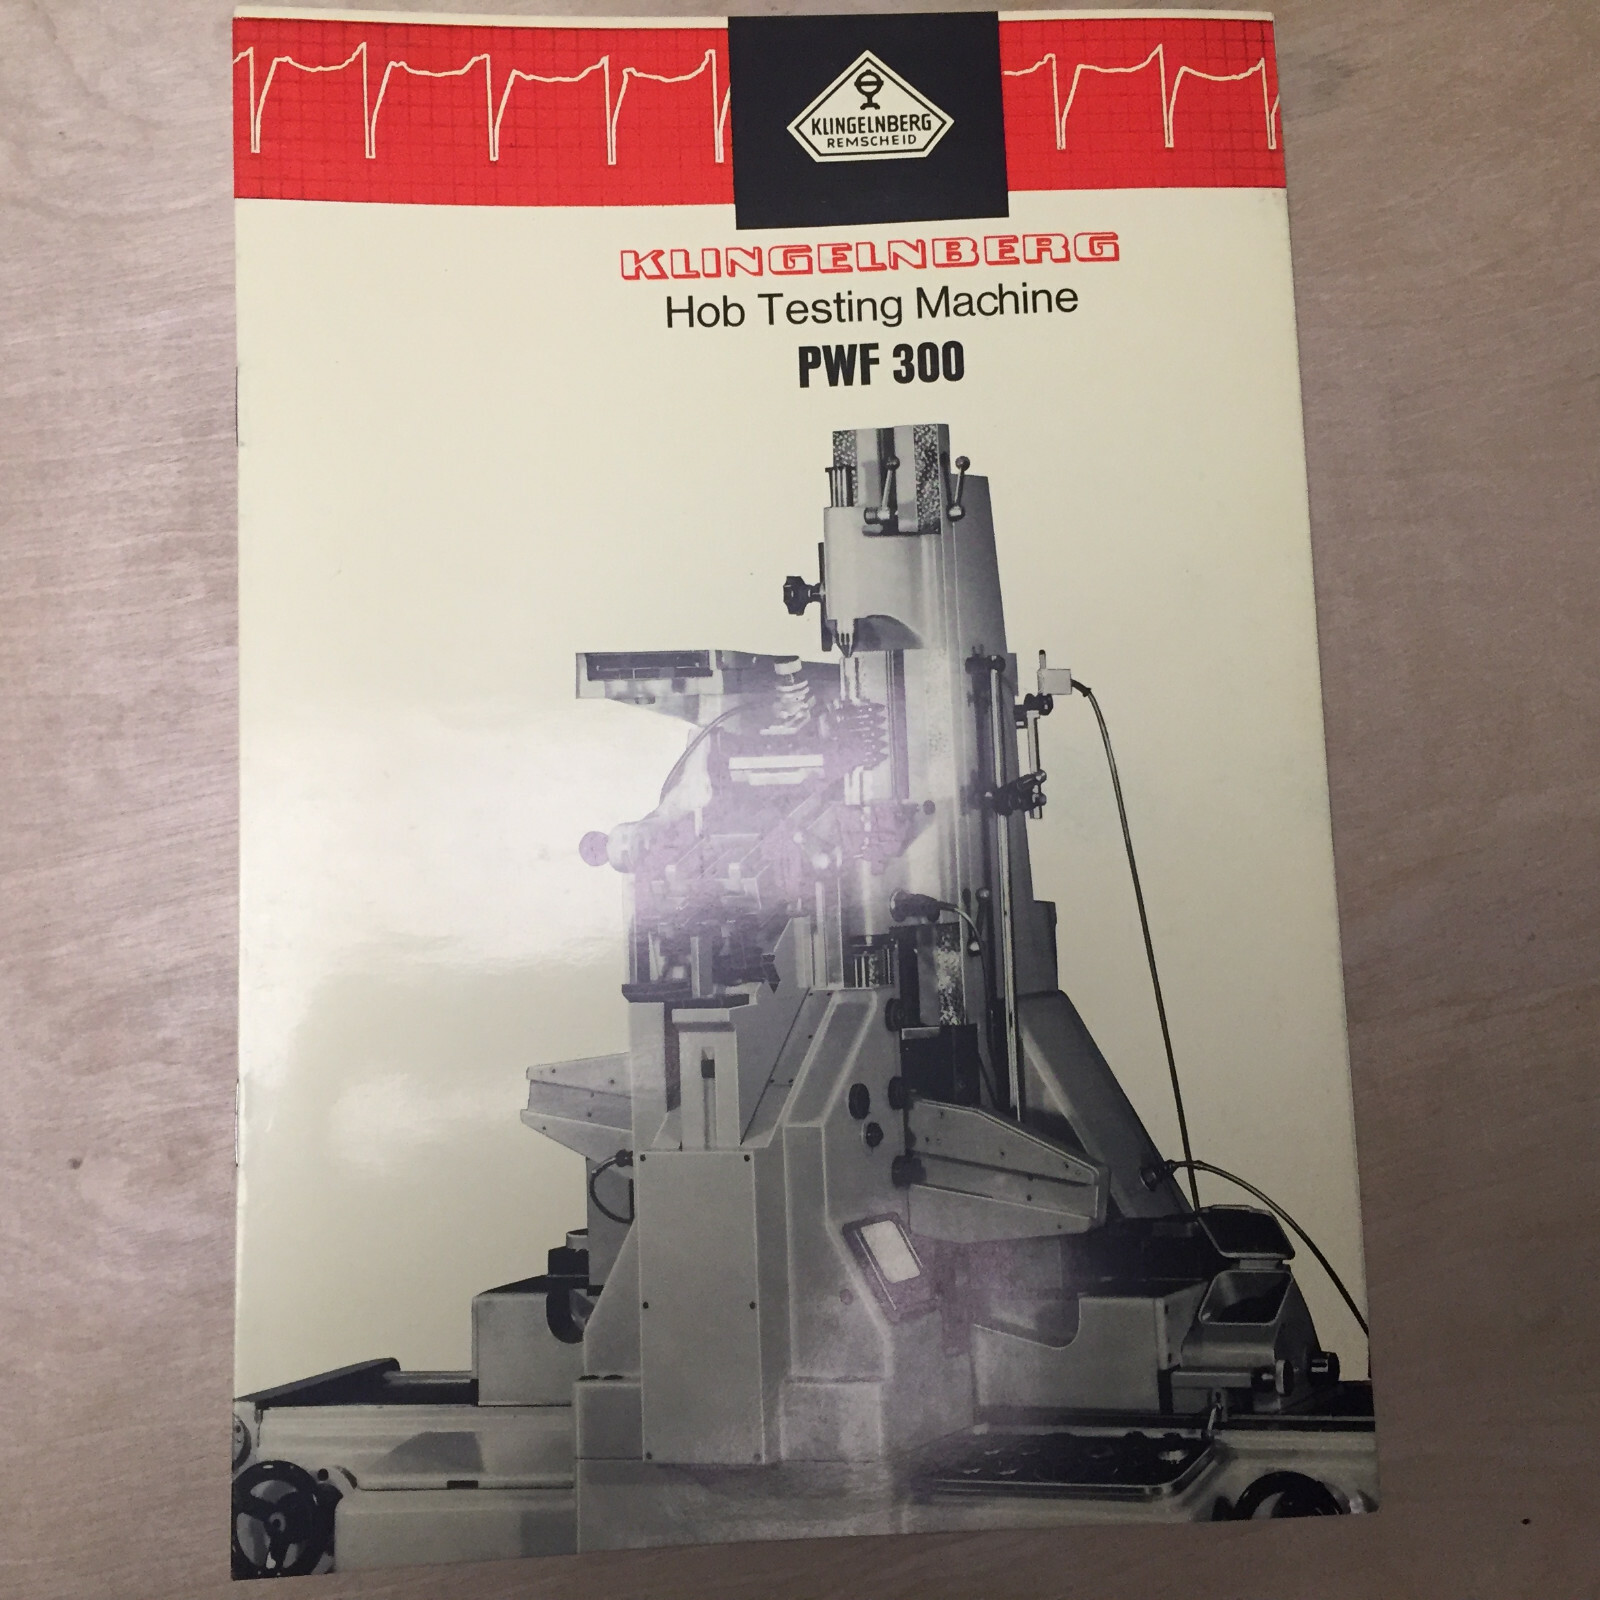 KLINGELNBERG
REMSCHEID
KLINGELNBERG
Hob Testing Machine
PWF 300